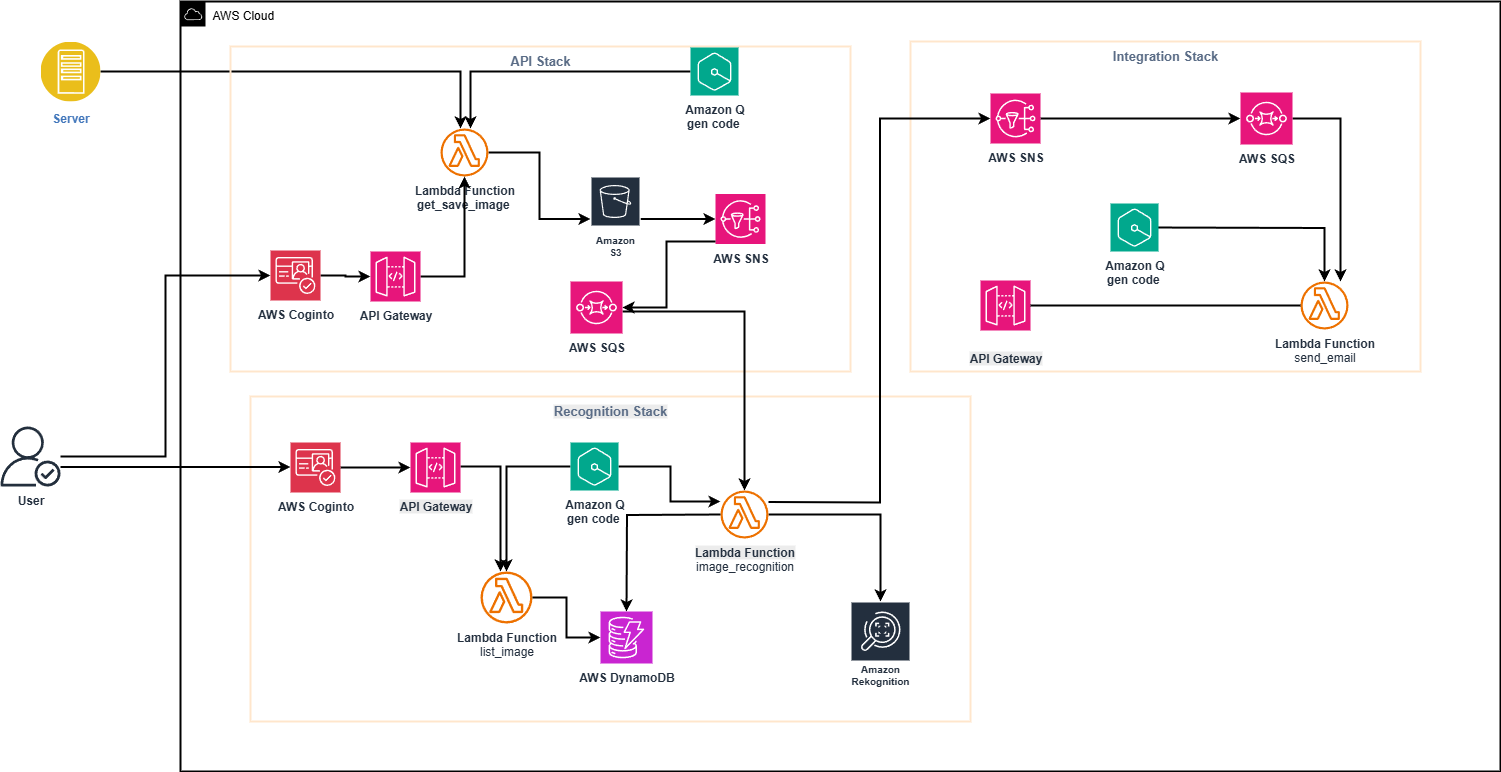 AWS Cloud
Server
API Stack
Amazon Q
gen code
Lambda Function
get_save_image
Amazon
S3
AWS SNS
AWS Coginto
API Gateway
AWS SQS
Integration Stack
AWS SNS
AWS SQS
Amazon Q
gen code
API Gateway
Lambda Function
send_email
User
Recognition Stack
AWS Coginto
API Gateway
Amazon Q
gen code
Lambda Function
image_recognition
Lambda Function
list_image
AWS DynamoDB
Amazon
Rekognition